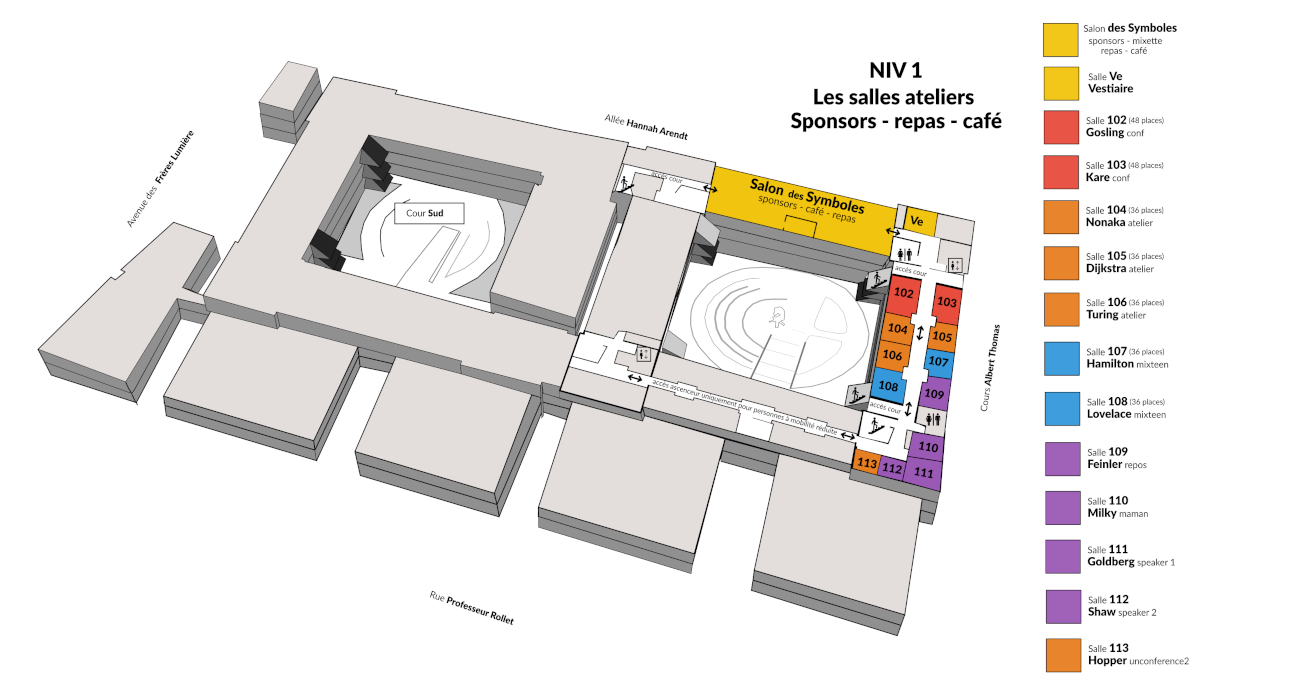 NIV 1
Les salles ateliers
Sponsors - repas - café
Allée Hannah Arendt
Avenue des Frères Lumière
Cour Sud
accès cour
Salon des Symboles
sponsors - café - repas
Ve
accès cour
102
103
104
105
106
107
108
109
accès cour
110
111
112
113
accès ascenceur uniquement pour personnes à mobilité réduite
Cours Albert Thomas
Rue Professeur Rollet
Salon des Symboles
sponsors - mixette
repas - café
Salle Ve
Vestiaire
Salle 102 (48 places)
Gosling conf
Salle 103 (48 places)
Kare conf
Salle 104 (36 places)
Nonaka atelier
Salle 105 (36 places)
Dijkstra atelier
Salle 106 (36 places)
Turing atelier
Salle 107 (36 places)
Hamilton mixteen
Salle 108 (36 places)
Lovelace mixteen
Salle 109
Feinler repos
Salle 110
Milky maman
Salle 111
Goldberg speaker 1
Salle 112
Shaw speaker 2
Salle 113
Hopper unconference2